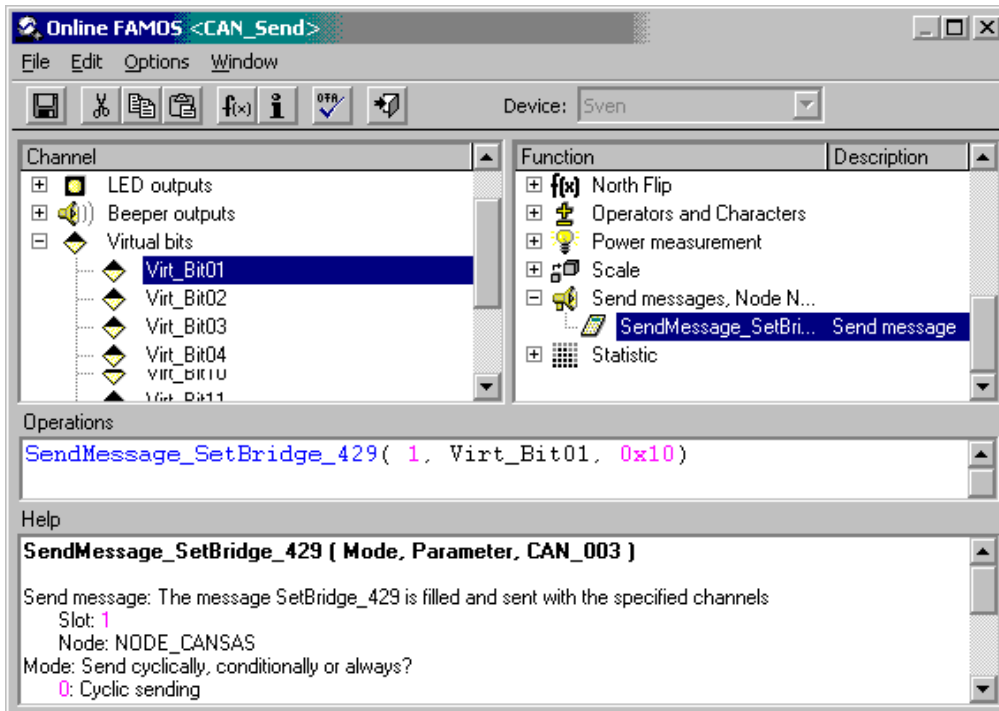 Online FAMOS <CAN_Send>
File Edit Options Window
f(x) i OFA Device: Sven
Channel
LED outputs
Beeper outputs
Virtual bits
Virt_Bit01
Virt_Bit02
Virt_Bit03
Virt_Bit04
Virt_Bit10
Virt_Bit11
Function Description
f(x) North Flip
Operators and Characters
Power measurement
Scale
Send messages, Node N...
SendMessage_SetBri... Send message
Statistic
Operations
SendMessage_SetBridge_429( 1, Virt_Bit01, 0x10)
Help
SendMessage_SetBridge_429 ( Mode, Parameter, CAN_003 )
Send message: The message SetBridge_429 is filled and sent with the specified channels
Slot: 1
Node: NODE_CANSAS
Mode: Send cyclically, conditionally or always?
0: Cyclic sending